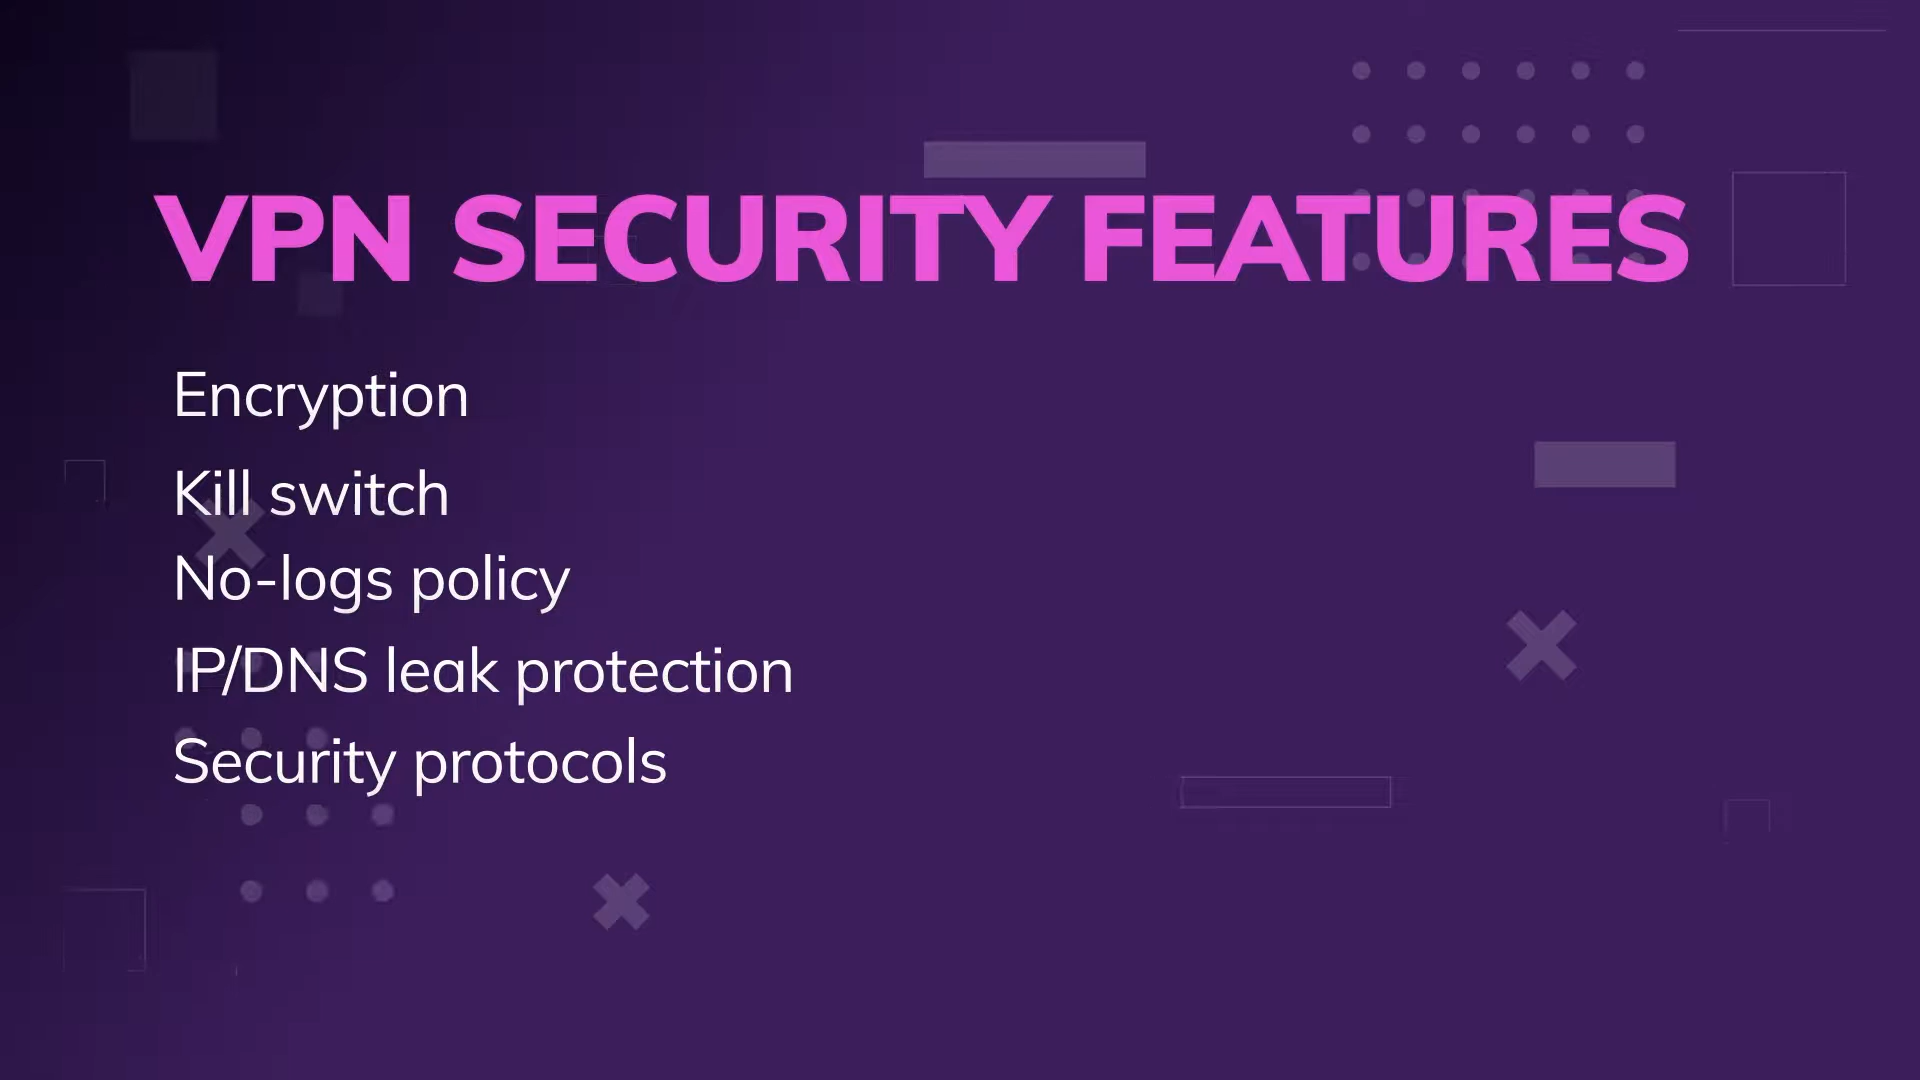 VPN SECURITY FEATURES
Encryption
Kill switch
No-logs policy
IP/DNS leak protection
Security protocols